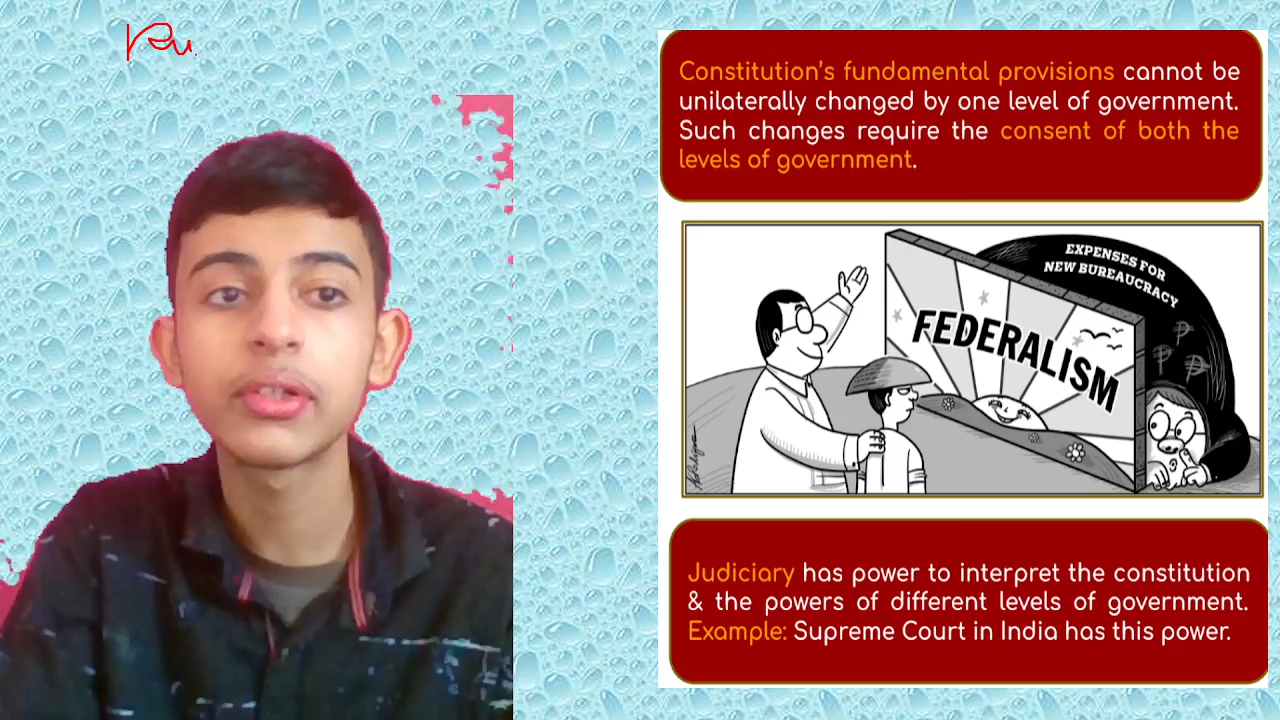 Constitution's fundamental provisions cannot be
unilaterally changed by one level of government.
Such changes require the consent of both the
levels of government.
EXPENSES FOR
NEW BUREAUCRACY
FEDERALISM
Judiciary has power to interpret the constitution
& the powers of different levels of government.
Example: Supreme Court in India has this power.